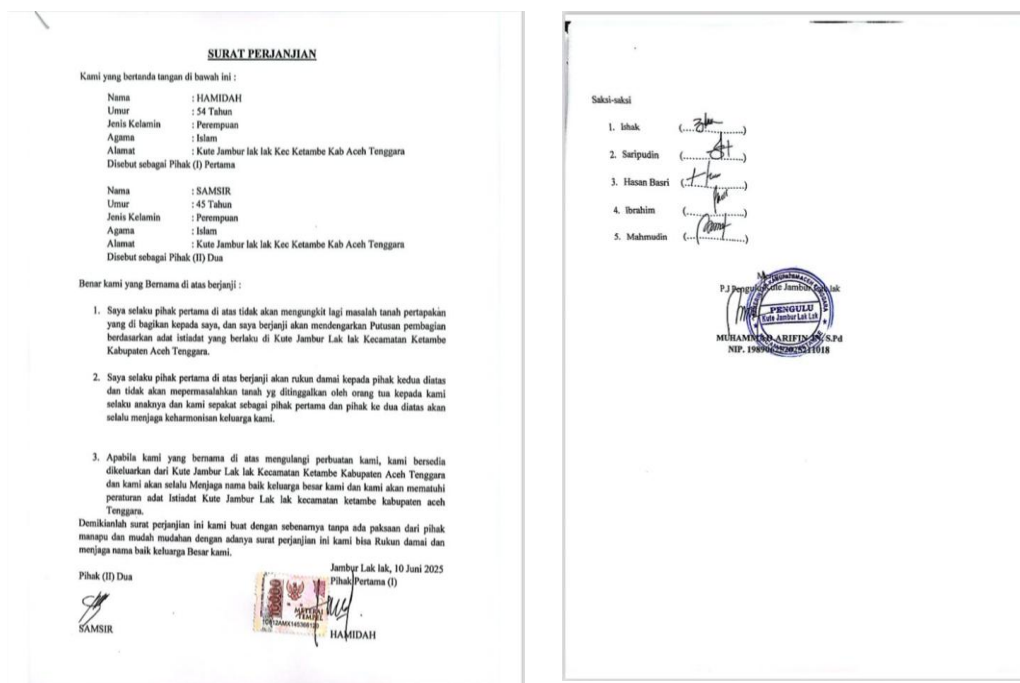 SURAT PERJANJIAN
Kami yang bertanda tangan di bawah ini :
Nama : HAMIDAH
Umur : 54 Tahun
Jenis Kelamin : Perempuan
Agama : Islam
Alamat : Kute Jambur lak lak Kec Ketambe Kab Aceh Tenggara
Disebut sebagai Pihak (I) Pertama
Nama : SAMSIR
Umur : 45 Tahun
Jenis Kelamin : Perempuan
Agama : Islam
Alamat : Kute Jambur lak lak Kec Ketambe Kab Aceh Tenggara
Disebut sebagai Pihak (II) Dua
Benar kami yang Bernama di atas berjanji :
1. Saya selaku pihak pertama di atas tidak akan mengungkit lagi masalah tanah pertapakan
yang di bagikan kepada saya, dan saya berjanji akan mendengarkan Putusan pembagian
berdasarkan adat istiadat yang berlaku di Kute Jambur Lak lak Kecamatan Ketambe
Kabupaten Aceh Tenggara.
2. Saya selaku pihak pertama di atas berjanji akan rukun damai kepada pihak kedua diatas
dan tidak akan mepermasalahkan tanah yg ditinggalkan oleh orang tua kepada kami
selaku anaknya dan kami sepakat sebagai pihak pertama dan pihak ke dua diatas akan
selalu menjaga keharmonisan keluarga kami.
3. Apabila kami yang bernama di atas mengulangi perbuatan kami, kami bersedia
dikeluarkan dari Kute Jambur Lak lak Kecamatan Ketambe Kabupaten Aceh Tenggara
dan kami akan selalu Menjaga nama baik keluarga besar kami dan kami akan mematuhi
peraturan adat Istiadat Kute Jambur Lak lak kecamatan ketambe kabupaten aceh
Tenggara.
Demikianlah surat perjanjian ini kami buat dengan sebenarnya tanpa ada paksaan dari pihak
manapu dan mudah mudahan dengan adanya surat perjanjian ini kami bisa Rukun damai dan
menjaga nama baik keluarga Besar kami.
Jambur Lak lak, 10 Juni 2025
Pihak (II) Dua
Pihak Pertama (I)
10000
METERAI
TEMPEL
SAMSIR
HAMIDAH
Saksi-saksi
1. Ishak (..................)
2. Saripudin (..................)
3. Hasan Basri (..................)
4. Ibrahim (..................)
5. Mahmudin (..................)
PJ Pengulu Kute Jambur Lak lak
PENGULU
Kute Jambur Lak Lak
MUHAMMAD ARIFIN S.Pd
NIP.